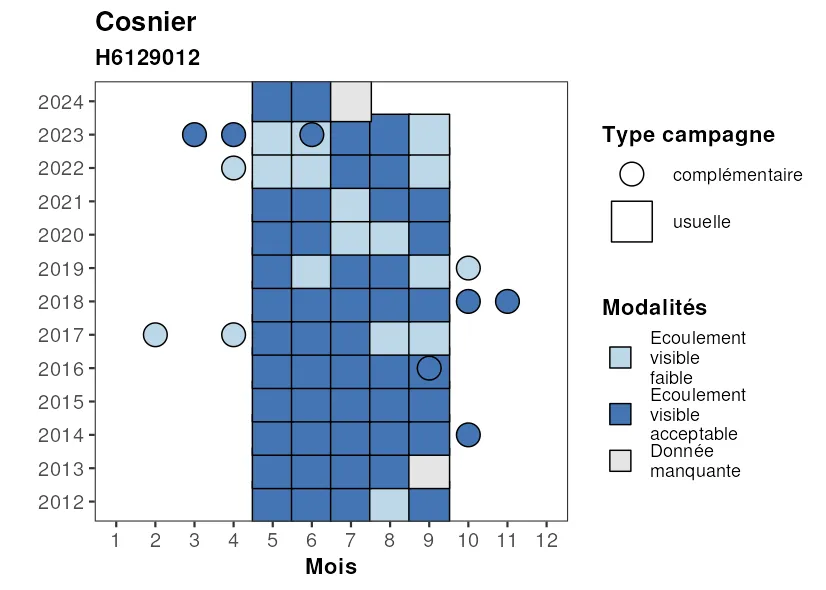 Cosnier
H6129012
2024
2023
2022
2021
2020
2019
2018
2017
2016
2015
2014
2013
2012
1 2 3 4 5 6 7 8 9 10 11 12
Mois
Type campagne
complémentaire
usuelle
Modalités
Ecoulement
visible
faible
Ecoulement
visible
acceptable
Donnée
manquante